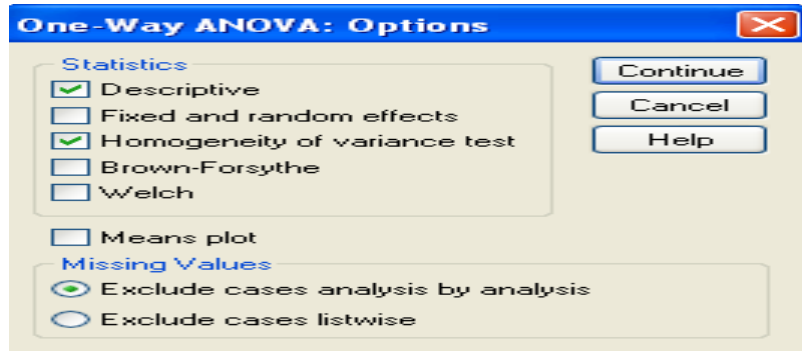 One-Way ANOVA: Options
Statistics
Descriptive
Fixed and random effects
Homogeneity of variance test
Brown-Forsythe
Welch
Means plot
Missing Values
Exclude cases analysis by analysis
Exclude cases listwise
Continue
Cancel
Help